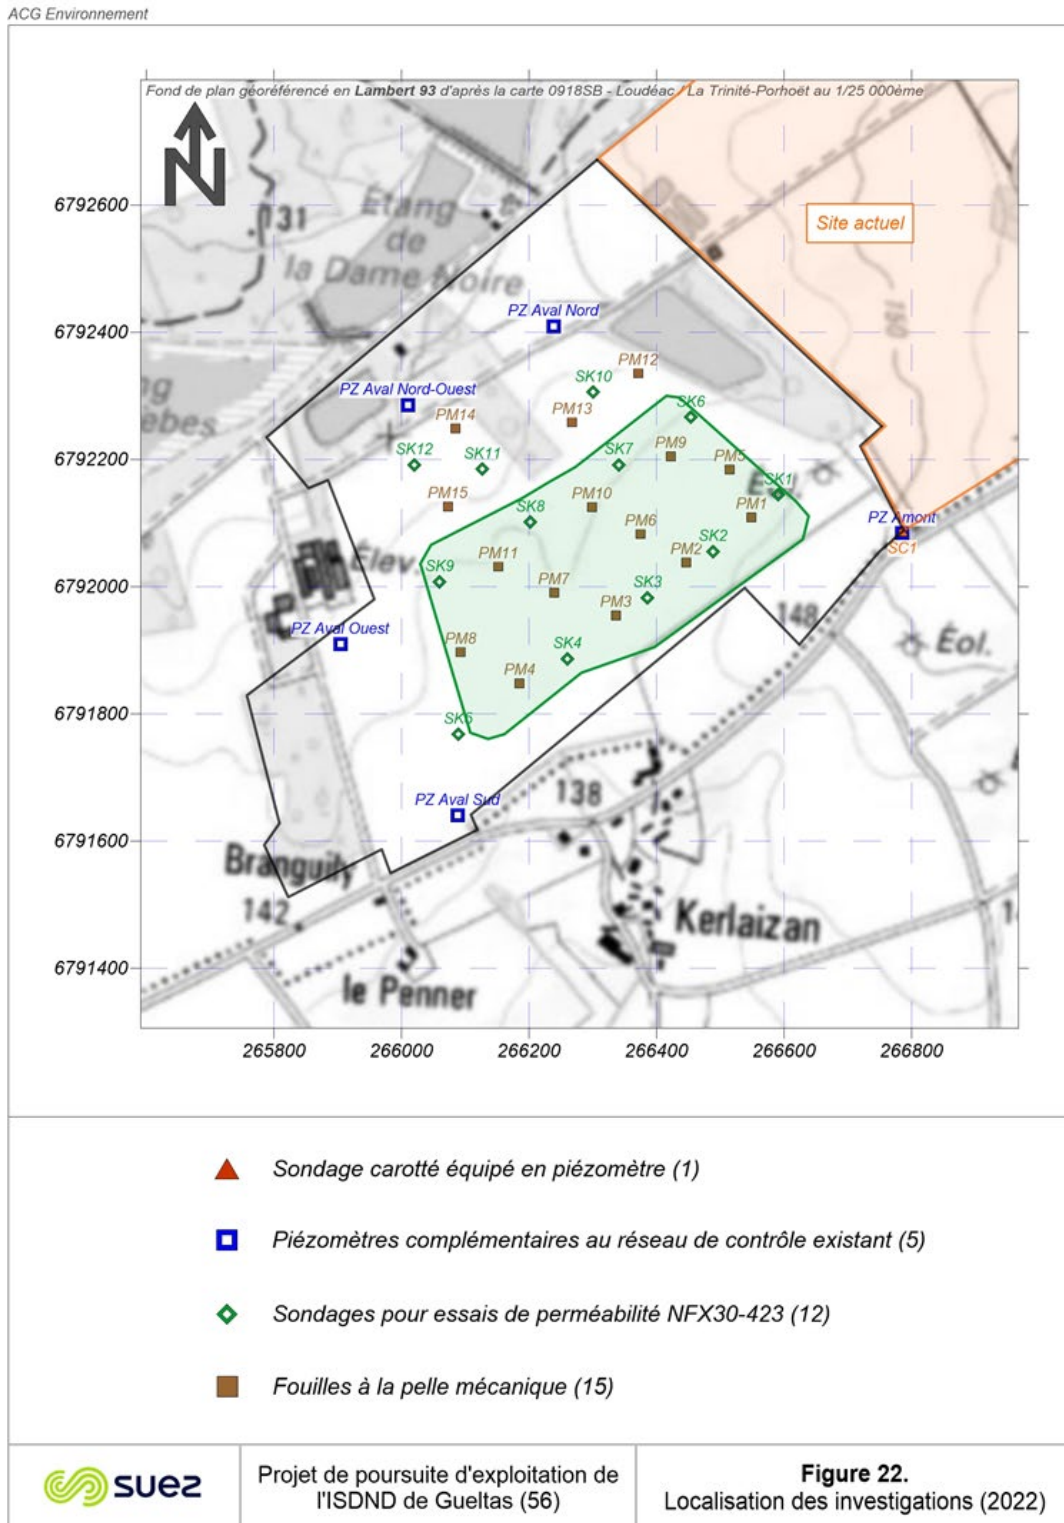 ACG Environnement
Fond de plan géoréférencé en Lambert 93 d'après la carte 0918SB - Loudéac / La Trinité-Porhoët au 1/25 000ème
N
6792600
131
Etang
de
la Dame Noire
Site actuel
150
PZ Aval Nord
6792400
PM12
SK10
PZ Aval Nord-Ouest
ng
ebes
PM14
PM13
SK6
SK12
SK11
SK7
PM9
PM5
6792200
SK1
PM15
SK8
PM10
PM1
PZ Amont
SC1
PM6
SK2
Elev.
PM11
PM2
6792000
SK9
PM7
SK3
PM3
148
Éol.
PZ Aval Ouest
PM8
SK4
PM4
6791800
SK5
PZ Aval Sud
138
6791600
Branguily
142
Kerlaizan
6791400
le Penner
265800
266000
266200
266400
266600
266800
Sondage carotté équipé en piézomètre (1)
Piézomètres complémentaires au réseau de contrôle existant (5)
Sondages pour essais de perméabilité NFX30-423 (12)
Fouilles à la pelle mécanique (15)
suez
Projet de poursuite d'exploitation de
l'ISDND de Gueltas (56)
Figure 22.
Localisation des investigations (2022)